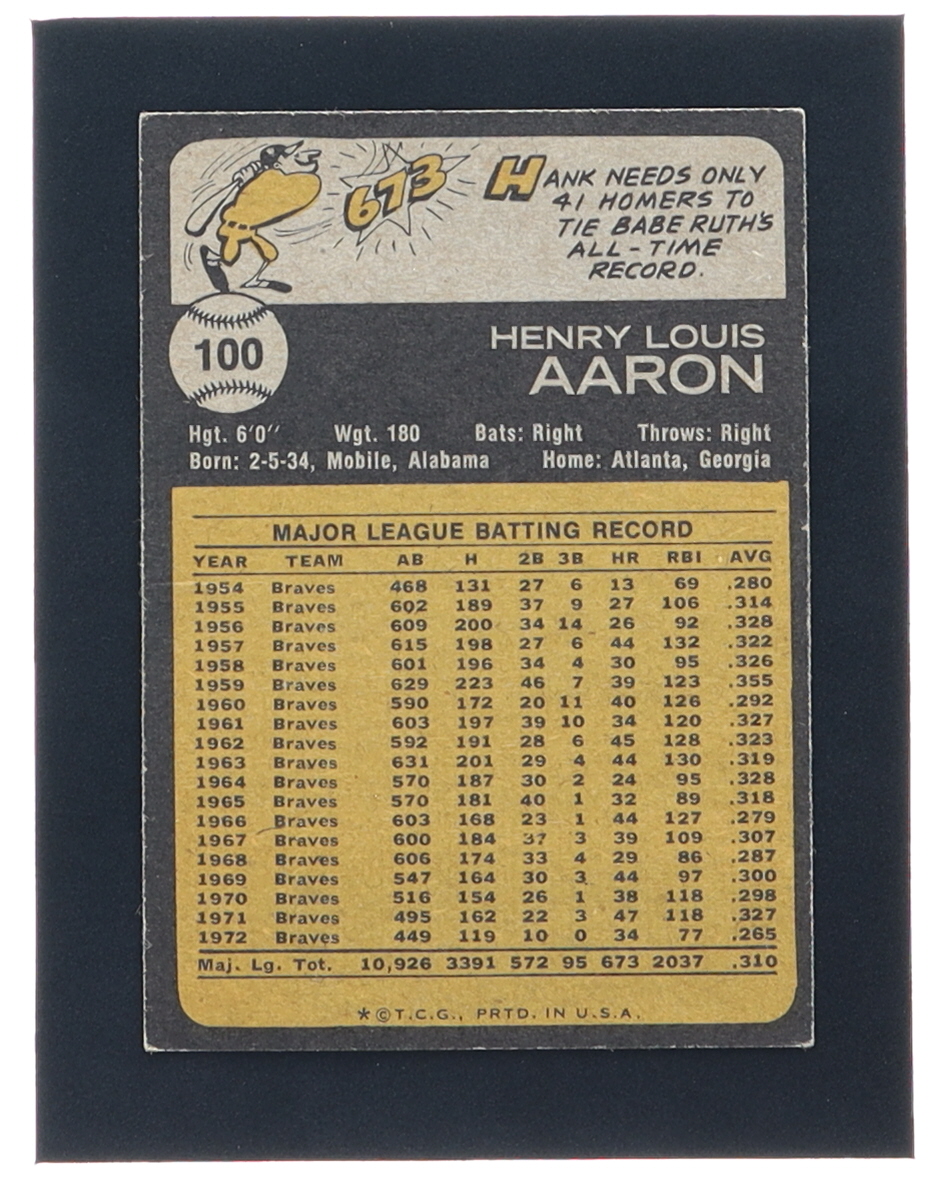 673
HANK NEEDS ONLY
41 HOMERS TO
TIE BABE RUTH'S
ALL-TIME
RECORD.
100
HENRY LOUIS
AARON
Hgt. 6'0" Wgt. 180 Bats: Right Throws: Right
Born: 2-5-34, Mobile, Alabama Home: Atlanta, Georgia
MAJOR LEAGUE BATTING RECORD
YEAR TEAM AB H 2B 3B HR RBI AVG
1954 Braves 468 131 27 6 13 69 .280
1955 Braves 602 189 37 9 27 106 .314
1956 Braves 609 200 34 14 26 92 .328
1957 Braves 615 198 27 6 44 132 .322
1958 Braves 601 196 34 4 30 95 .326
1959 Braves 629 223 46 7 39 123 .355
1960 Braves 590 172 20 11 40 126 .292
1961 Braves 603 197 39 10 34 120 .327
1962 Braves 592 191 28 6 45 128 .323
1963 Braves 631 201 29 4 44 130 .319
1964 Braves 570 187 30 2 24 95 .328
1965 Braves 570 181 40 1 32 89 .318
1966 Braves 603 168 23 1 44 127 .279
1967 Braves 600 184 37 3 39 109 .307
1968 Braves 606 174 33 4 29 86 .287
1969 Braves 547 164 30 3 44 97 .300
1970 Braves 516 154 26 1 38 118 .298
1971 Braves 495 162 22 3 47 118 .327
1972 Braves 449 119 10 0 34 77 .265
Maj. Lg. Tot. 10,926 3391 572 95 673 2037 .310
*©T.C.G., PRTD. IN U.S.A.